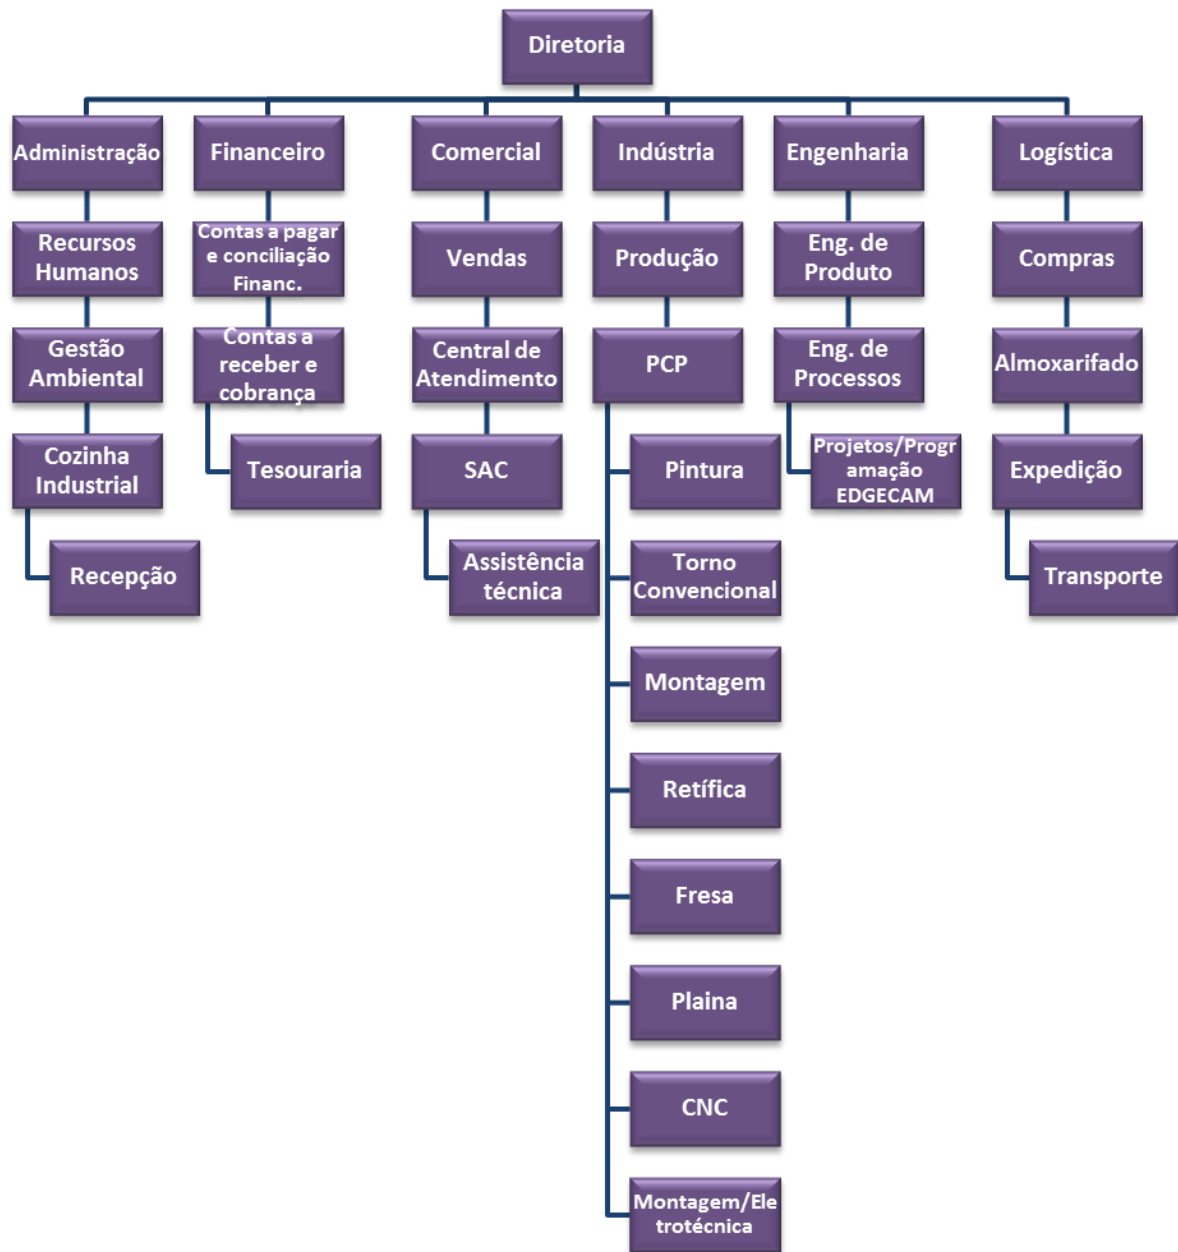 Diretoria
Administração
Financeiro
Comercial
Indústria
Engenharia
Logística
Recursos
Humanos
Contas a pagar
e conciliação
Financ.
Vendas
Produção
Eng. de
Produto
Compras
Gestão
Ambiental
Contas a
receber e
cobrança
Central de
Atendimento
PCP
Eng. de
Processos
Almoxarifado
Cozinha
Industrial
Tesouraria
SAC
Pintura
Projetos/Progr
amação
EDGECAM
Expedição
Recepção
Assistência
técnica
Torno
Convencional
Transporte
Montagem
Retífica
Fresa
Plaina
CNC
Montagem/Ele
trotécnica